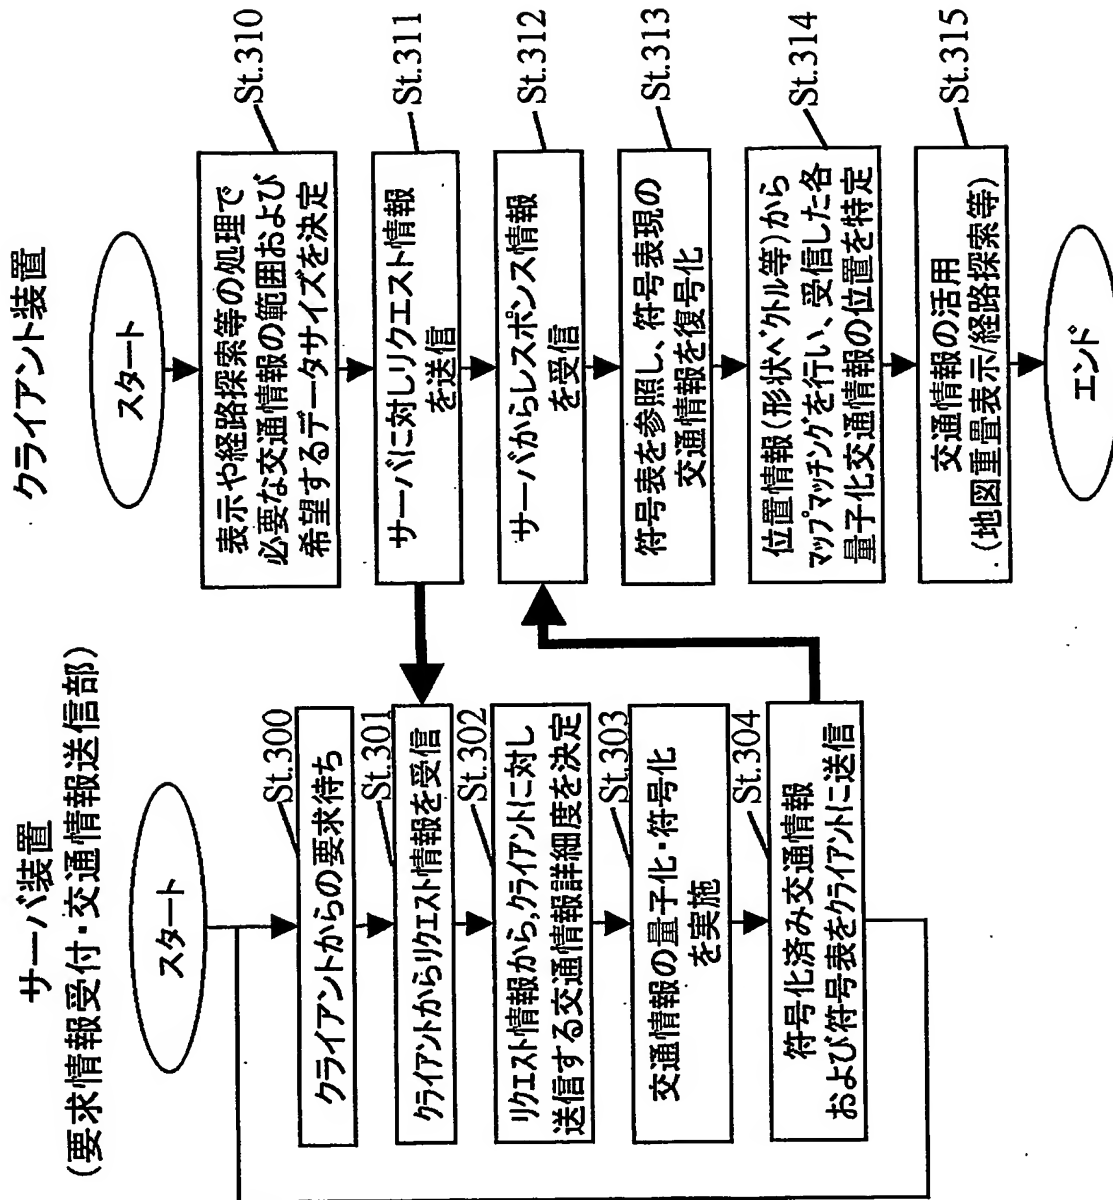 サーバ装置
(要求情報受付・交通情報送信部)
スタート
St.300
クライアントからの要求待ち
St.301
クライアントからリクエスト情報を受信
St.302
リクエスト情報から,クライアントに対し
送信する交通情報詳細度を決定
St.303
交通情報の量子化・符号化
を実施
St.304
符号化済み交通情報
および符号表をクライアントに送信
クライアント装置
スタート
St.310
表示や経路探索等の処理で
必要な交通情報の範囲および
希望するデータサイズを決定
St.311
サーバに対しリクエスト情報
を送信
St.312
サーバからレスポンス情報
を受信
St.313
符号表を参照し、符号表現の
交通情報を復号化
St.314
位置情報(形状ベクトル等)から
マップマッチングを行い、受信した各
量子化交通情報の位置を特定
St.315
交通情報の活用
(地図重畳表示/経路探索等)
エンド